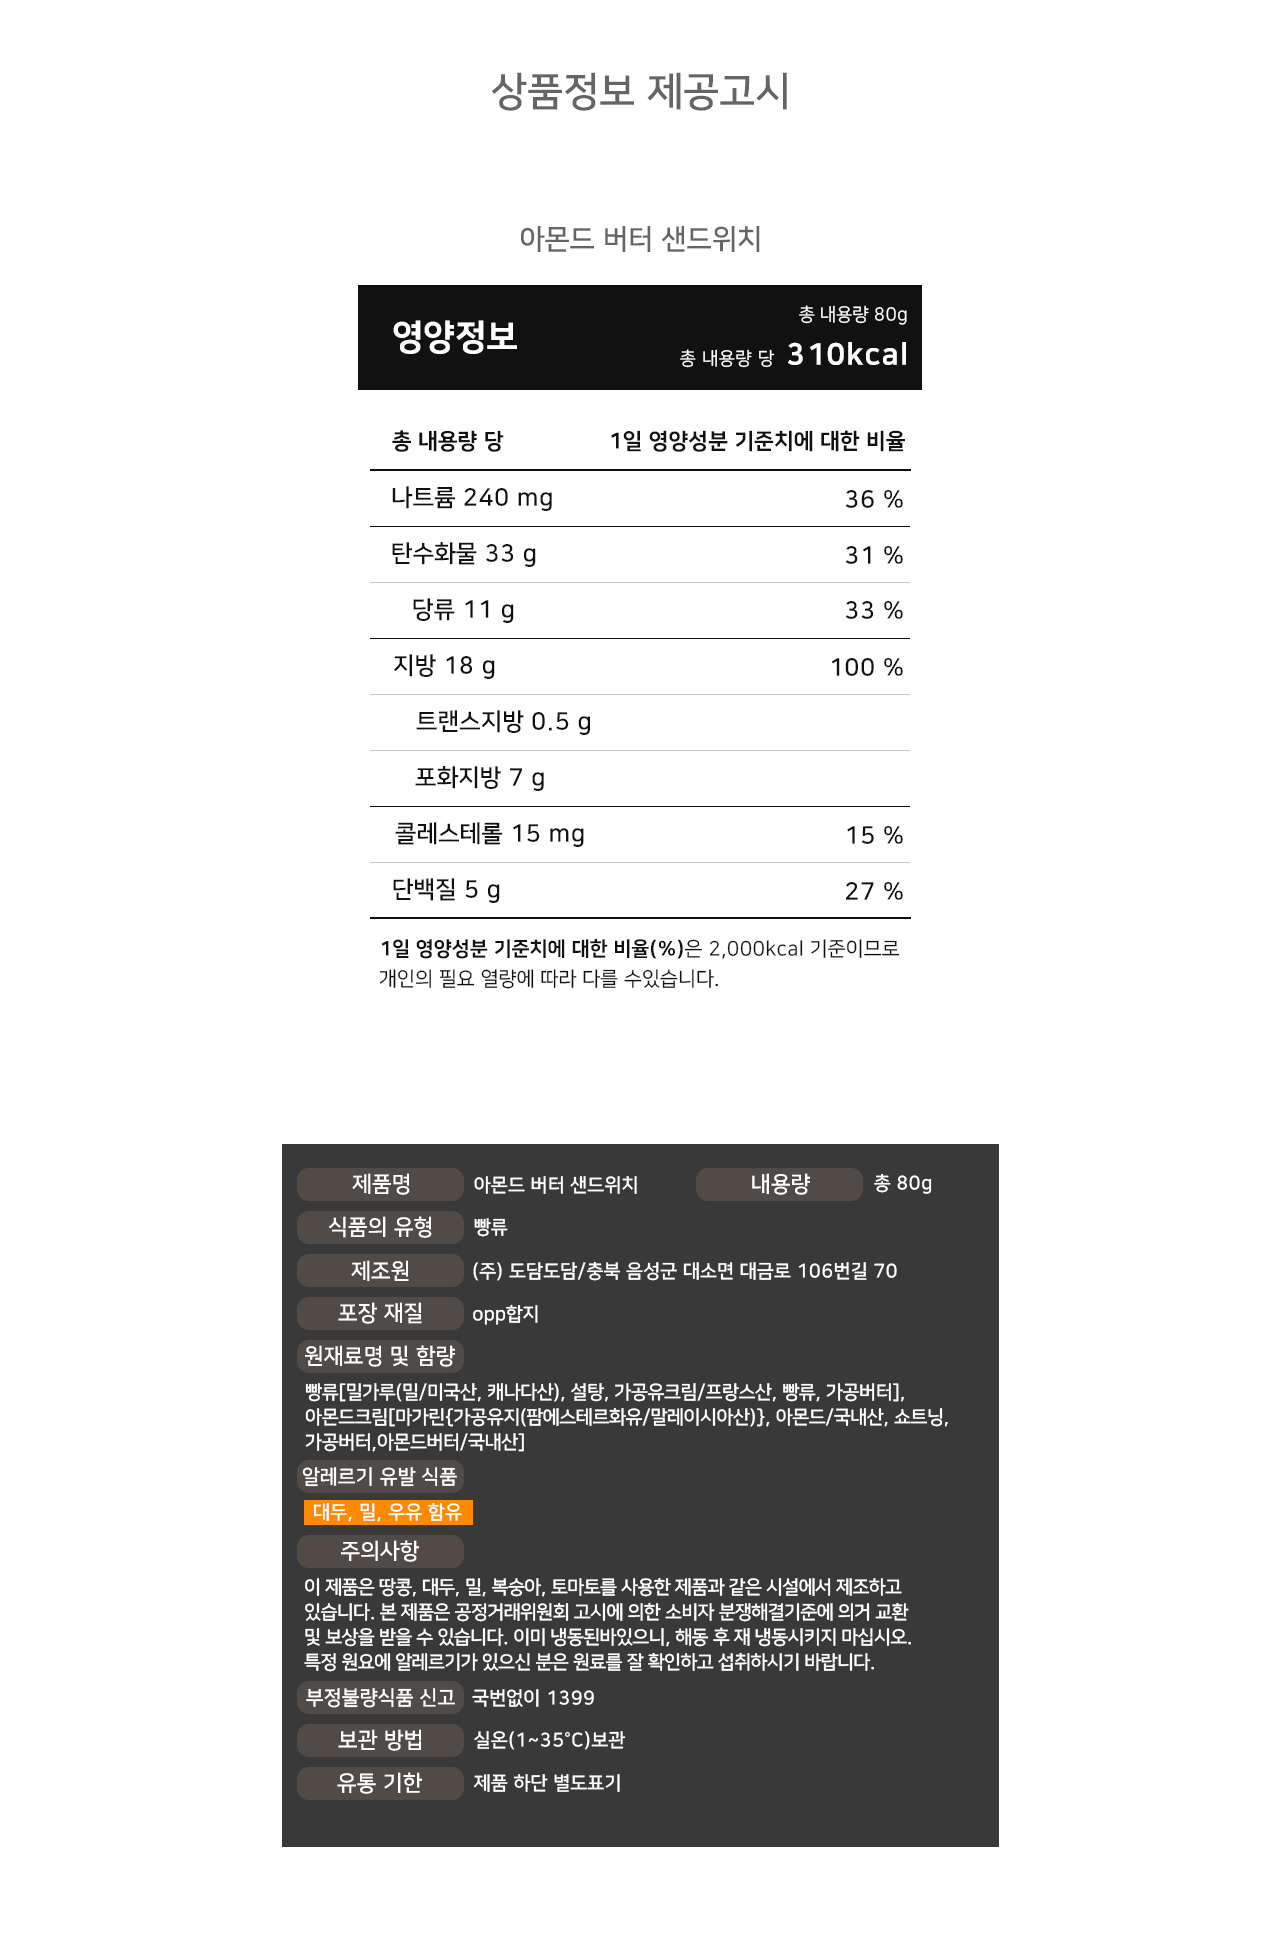 상품정보 제공고시
아몬드 버터 샌드위치
영양정보
총 내용량 80g
총 내용량 당 310kcal
총 내용량 당 1일 영양성분 기준치에 대한 비율
나트륨 240 mg 36 %
탄수화물 33 g 31 %
당류 11 g 33 %
지방 18 g 100 %
트랜스지방 0.5 g
포화지방 7 g
콜레스테롤 15 mg 15 %
단백질 5 g 27 %
1일 영양성분 기준치에 대한 비율(%)은 2,000kcal 기준이므로
개인의 필요 열량에 따라 다를 수있습니다.
제품명 아몬드 버터 샌드위치 내용량 총 80g
식품의 유형 빵류
제조원 (주) 도담도담/충북 음성군 대소면 대금로 106번길 70
포장 재질 opp합지
원재료명 및 함량
빵류[밀가루(밀/미국산, 캐나다산), 설탕, 가공유크림/프랑스산, 빵류, 가공버터],
아몬드크림[마가린{가공유지(팜에스테르화유/말레이시아산)}, 아몬드/국내산, 쇼트닝,
가공버터,아몬드버터/국내산]
알레르기 유발 식품
대두, 밀, 우유 함유
주의사항
이 제품은 땅콩, 대두, 밀, 복숭아, 토마토를 사용한 제품과 같은 시설에서 제조하고
있습니다. 본 제품은 공정거래위원회 고시에 의한 소비자 분쟁해결기준에 의거 교환
및 보상을 받을 수 있습니다. 이미 냉동된바있으니, 해동 후 재 냉동시키지 마십시오.
특정 원요에 알레르기가 있으신 분은 원료를 잘 확인하고 섭취하시기 바랍니다.
부정불량식품 신고 국번없이 1399
보관 방법 실온(1~35°C)보관
유통 기한 제품 하단 별도표기